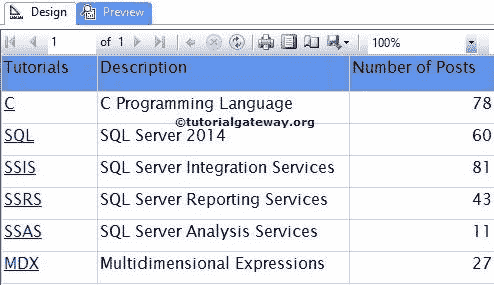 Design Preview
1 of 1 100%
Tutorials Description Number of Posts
C C Programming Language 78
©tutorialgateway.org
SQL SQL Server 2014 60
SSIS SQL Server Integration Services 81
SSRS SQL Server Reporting Services 43
SSAS SQL Server Analysis Services 11
MDX Multidimensional Expressions 27